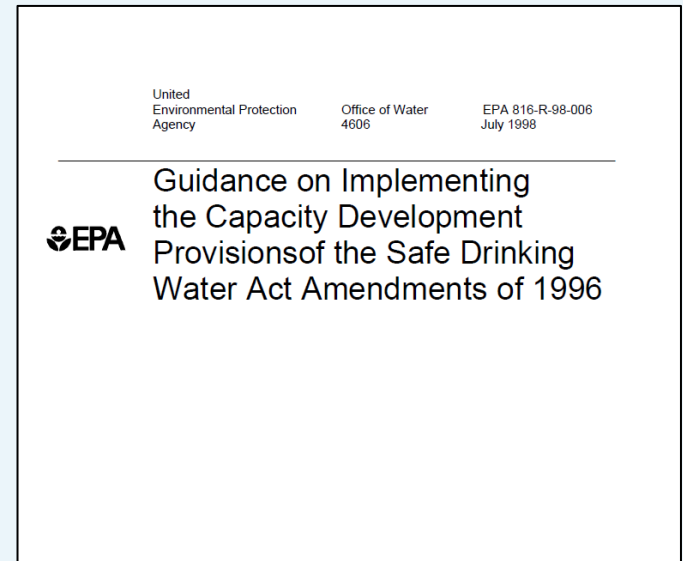 United
Environmental Protection
Agency
Office of Water
4606
EPA 816-R-98-006
July 1998
EPA
Guidance on Implementing
the Capacity Development
Provisionsof the Safe Drinking
Water Act Amendments of 1996